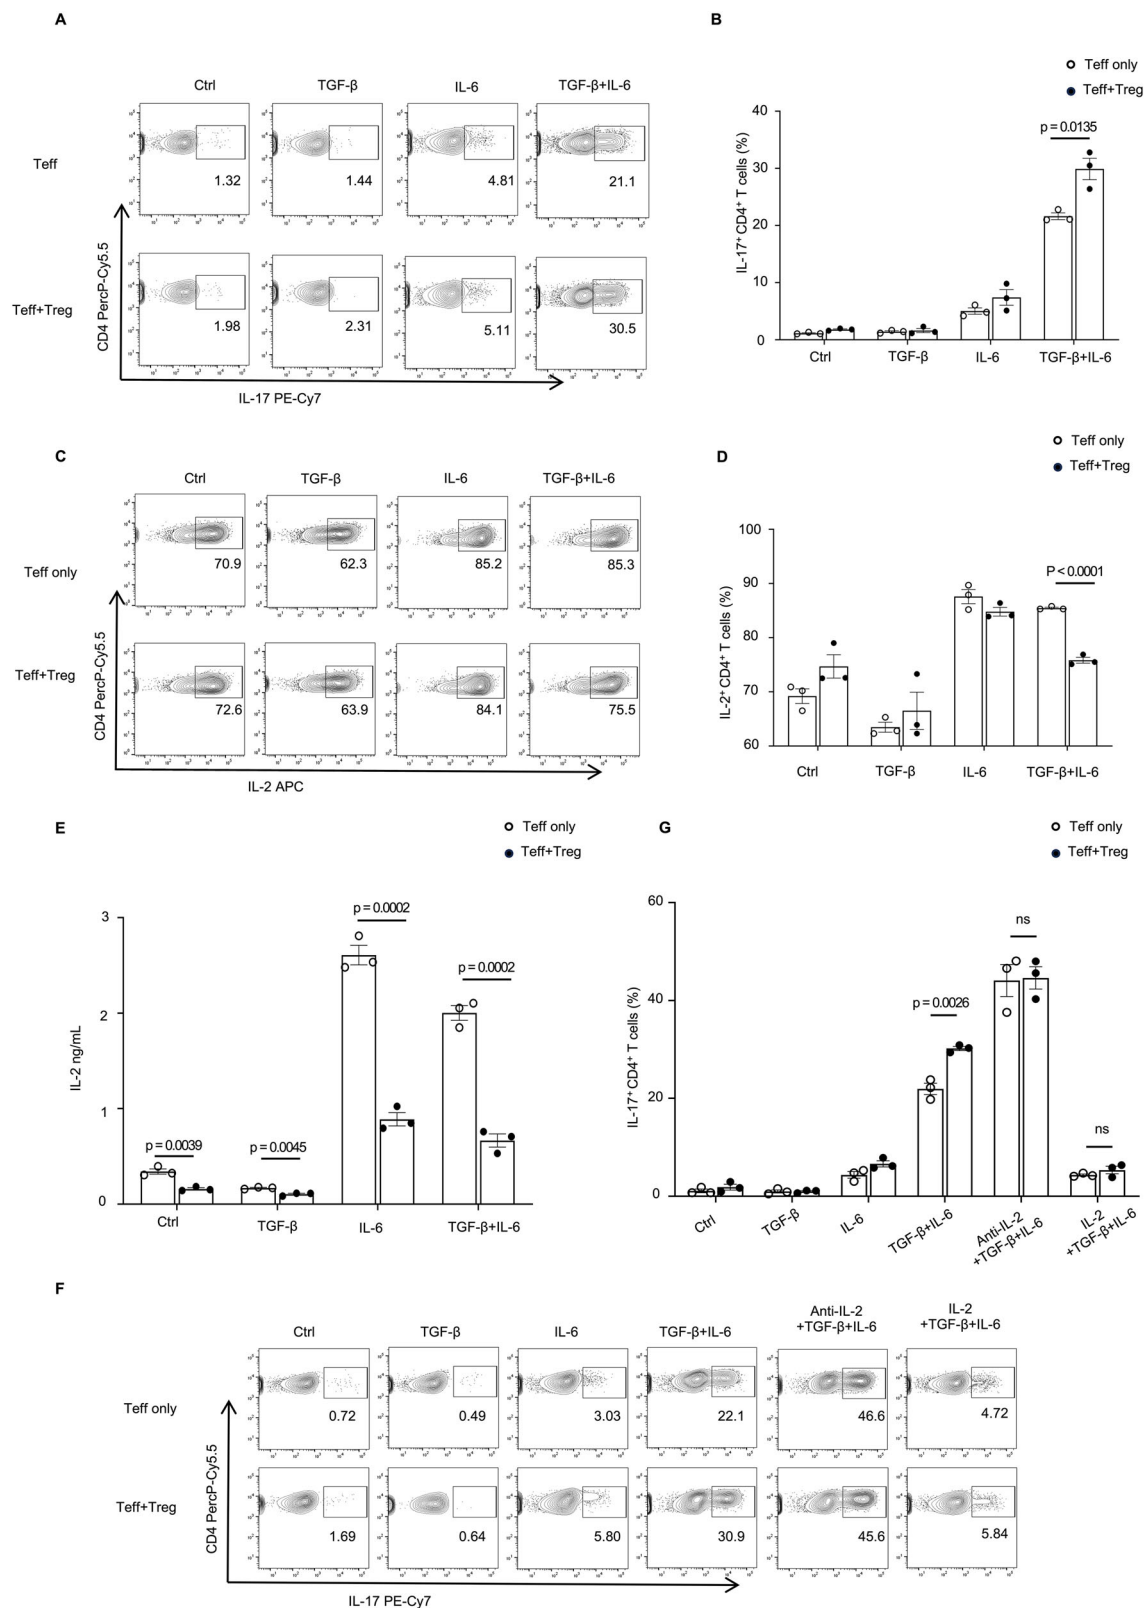 A
Ctrl TGF-β IL-6 TGF-β+IL-6
Teff
1.32 1.44 4.81 21.1
Teff+Treg
1.98 2.31 5.11 30.5
CD4 PercP-Cy5.5
IL-17 PE-Cy7
B
Teff only
Teff+Treg
40
30
20
10
0
IL-17⁺ CD4⁺ T cells (%)
p = 0.0135
Ctrl TGF-β IL-6 TGF-β+IL-6
C
Ctrl TGF-β IL-6 TGF-β+IL-6
Teff only
70.9 62.3 85.2 85.3
Teff+Treg
72.6 63.9 84.1 75.5
CD4 PercP-Cy5.5
IL-2 APC
D
Teff only
Teff+Treg
100
90
80
70
60
IL-2⁺ CD4⁺ T cells (%)
P < 0.0001
Ctrl TGF-β IL-6 TGF-β+IL-6
E
Teff only
Teff+Treg
3
2
1
0
IL-2 ng/mL
p = 0.0039
p = 0.0045
p = 0.0002
p = 0.0002
Ctrl TGF-β IL-6 TGF-β+IL-6
G
Teff only
Teff+Treg
60
40
20
0
IL-17⁺ CD4⁺ T cells (%)
p = 0.0026
ns
ns
Ctrl
TGF-β
IL-6
TGF-β+IL-6
Anti-IL-2
+TGF-β+IL-6
IL-2
+TGF-β+IL-6
F
Ctrl TGF-β IL-6 TGF-β+IL-6
Anti-IL-2
+TGF-β+IL-6
IL-2
+TGF-β+IL-6
Teff only
0.72 0.49 3.03 22.1 46.6 4.72
Teff+Treg
1.69 0.64 5.80 30.9 45.6 5.84
CD4 PercP-Cy5.5
IL-17 PE-Cy7